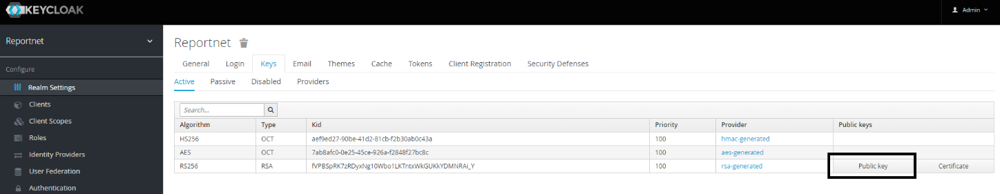 KEYCLOAK
Admin
Reportnet
Configure
Realm Settings
Clients
Client Scopes
Roles
Identity Providers
User Federation
Authentication
Reportnet
General Login Keys Email Themes Cache Tokens Client Registration Security Defenses
Active Passive Disabled Providers
Search...
Algorithm Type Kid Priority Provider Public keys
HS256 OCT aef9ed27-90be-41d2-81cb-f2b30ab0c43a 100 hmac-generated
AES OCT 7ab8afc0-0e25-45ce-926a-f2848f27bc8c 100 aes-generated
RS256 RSA fVPBSpRK7zRDyxNg10Wbo1LKTntxWkGUKkYDMNRAi_Y 100 rsa-generated Public key Certificate